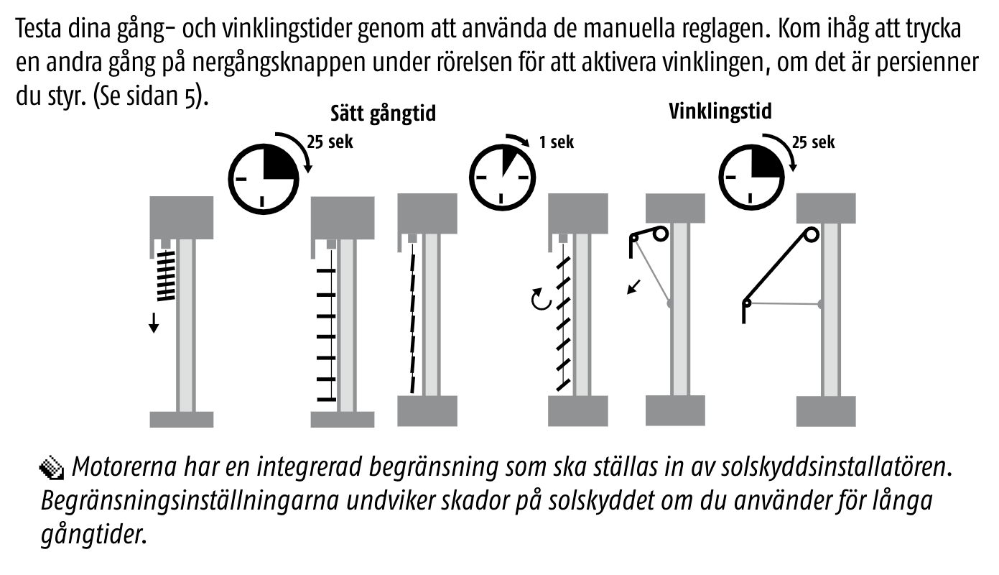 Testa dina gång- och vinklingstider genom att använda de manuella reglagen. Kom ihåg att trycka
en andra gång på nergångsknappen under rörelsen för att aktivera vinklingen, om det är persienner
du styr. (Se sidan 5).
Sätt gångtid
Vinklingstid
25 sek
1 sek
25 sek
Motorerna har en integrerad begränsning som ska ställas in av solskyddsinstallatören.
Begränsningsinställningarna undviker skador på solskyddet om du använder för långa
gångtider.